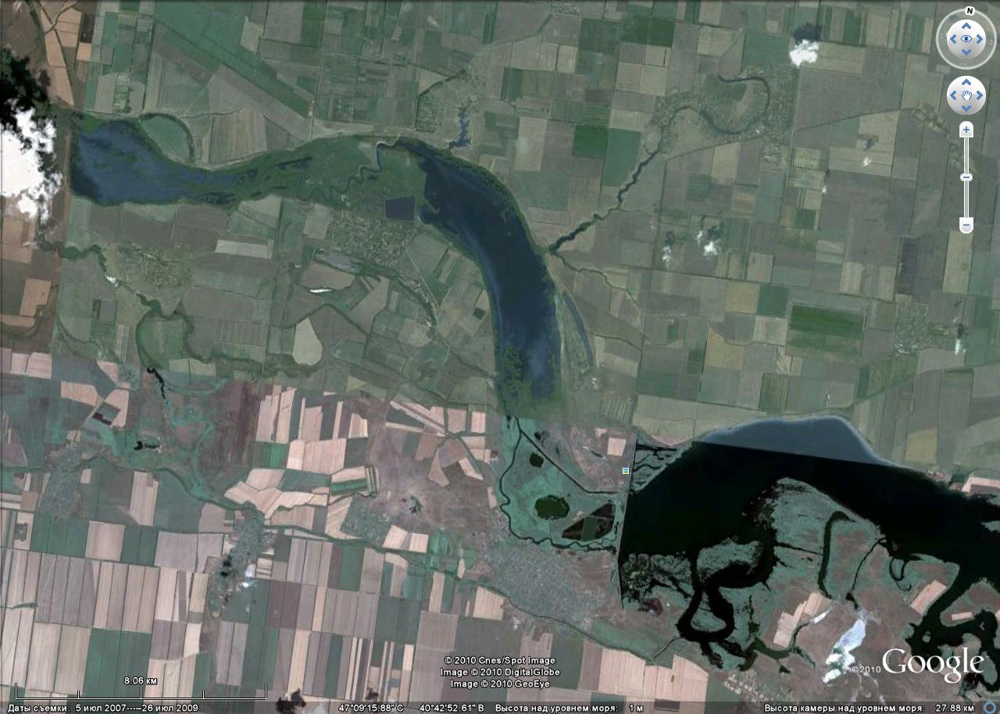 N
© 2010 Cnes/Spot Image
Image © 2010 DigitalGlobe
Image © 2010 GeoEye
©2010 Google
8.06 км
Даты съемки: 5 июл 2007----26 июл 2009 47°09'15.88" С 40°42'52.61" В Высота над уровнем моря: 1 м Высота камеры над уровнем моря: 27.88 км